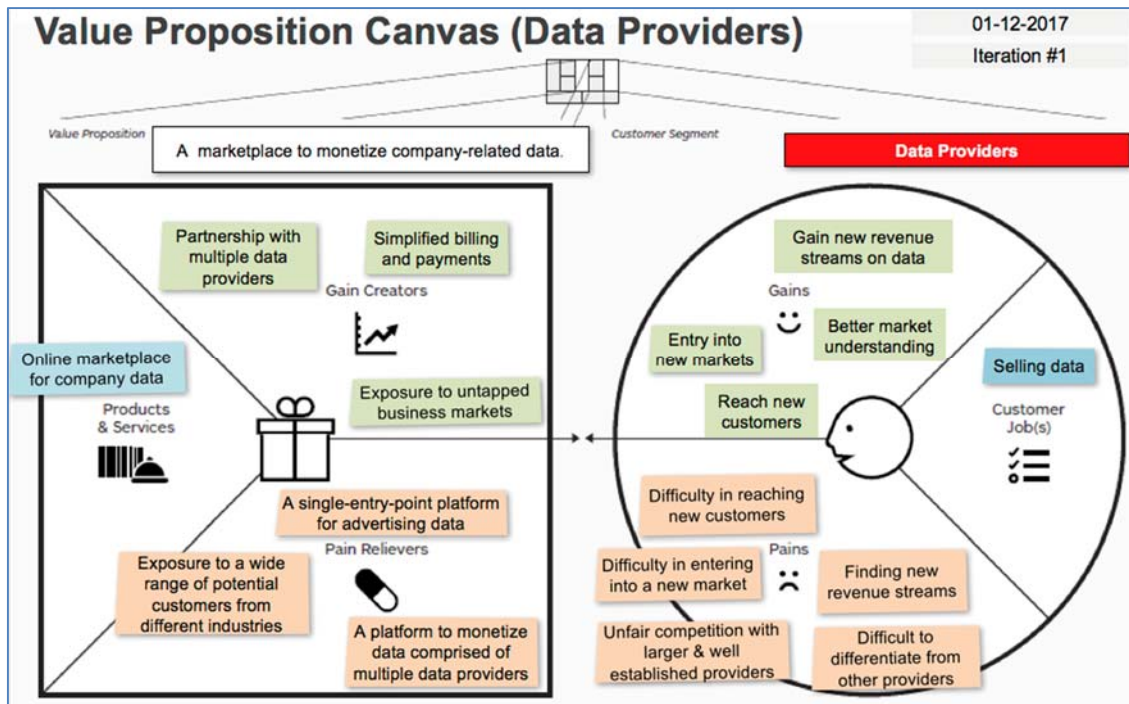 Value Proposition Canvas (Data Providers)
01-12-2017
Iteration #1
Value Proposition
Customer Segment
A marketplace to monetize company-related data.
Data Providers
Partnership with
multiple data
providers
Simplified billing
and payments
Gain Creators
Online marketplace
for company data
Products
& Services
Exposure to untapped
business markets
A single-entry-point platform
for advertising data
Pain Relievers
Exposure to a wide
range of potential
customers from
different industries
A platform to monetize
data comprised of
multiple data providers
Gain new revenue
streams on data
Gains
Entry into
new markets
Better market
understanding
Reach new
customers
Selling data
Customer
Job(s)
Difficulty in reaching
new customers
Pains
Difficulty in entering
into a new market
Finding new
revenue streams
Unfair competition with
larger & well
established providers
Difficult to
differentiate from
other providers